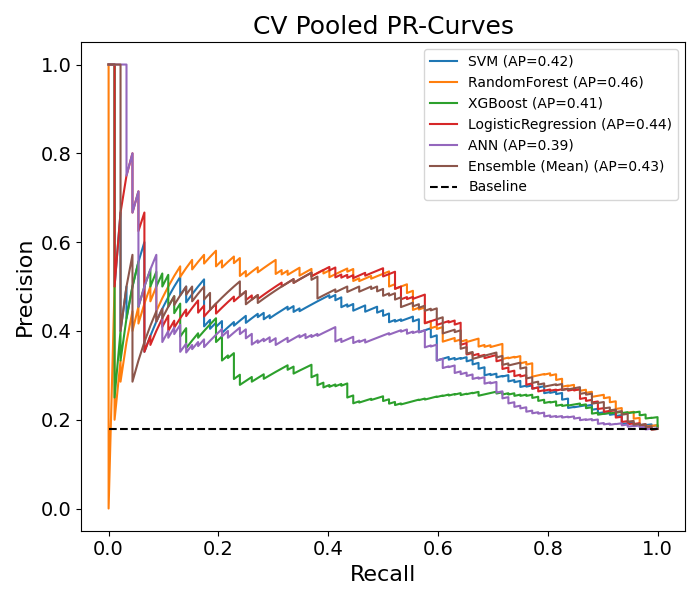 CV Pooled PR-Curves
SVM (AP=0.42)
RandomForest (AP=0.46)
XGBoost (AP=0.41)
LogisticRegression (AP=0.44)
ANN (AP=0.39)
Ensemble (Mean) (AP=0.43)
Baseline
Precision
1.0
0.8
0.6
0.4
0.2
0.0
0.0 0.2 0.4 0.6 0.8 1.0
Recall